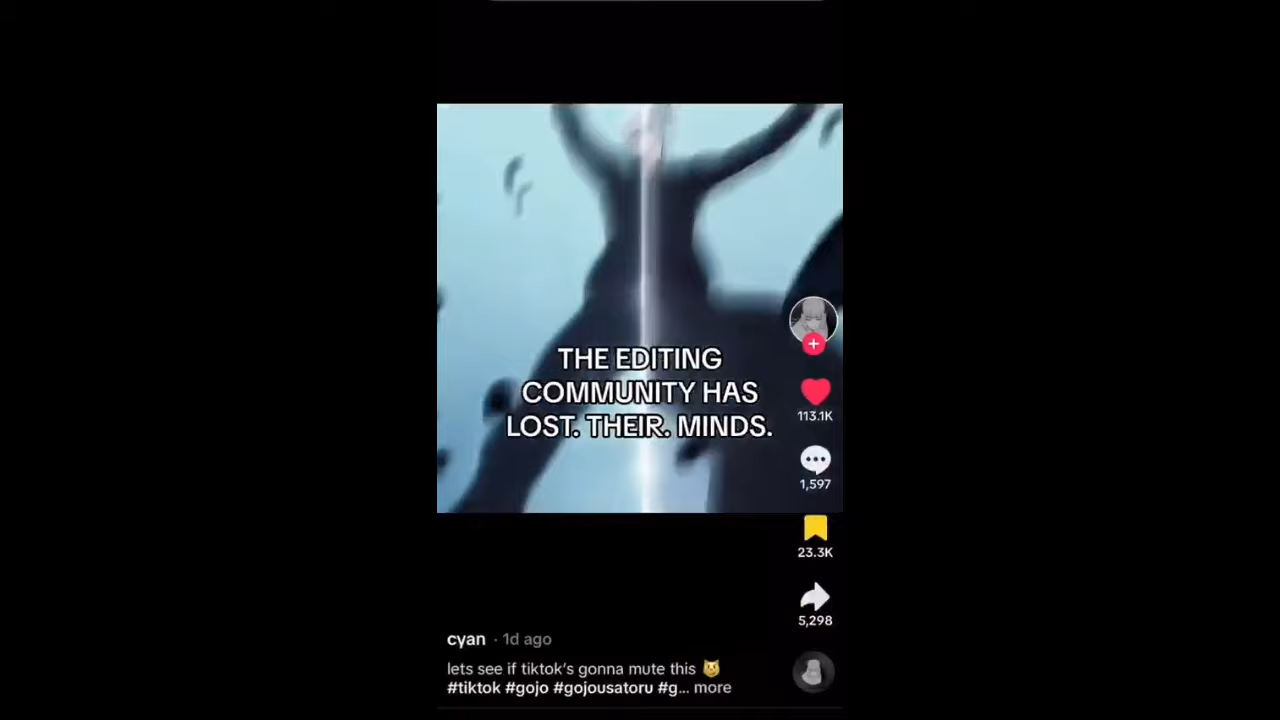 THE EDITING
COMMUNITY HAS
LOST. THEIR. MINDS.
113.1K
1,597
23.3K
5,298
cyan · 1d ago
lets see if tiktok's gonna mute this 😼
#tiktok #gojo #gojousatoru #g... more